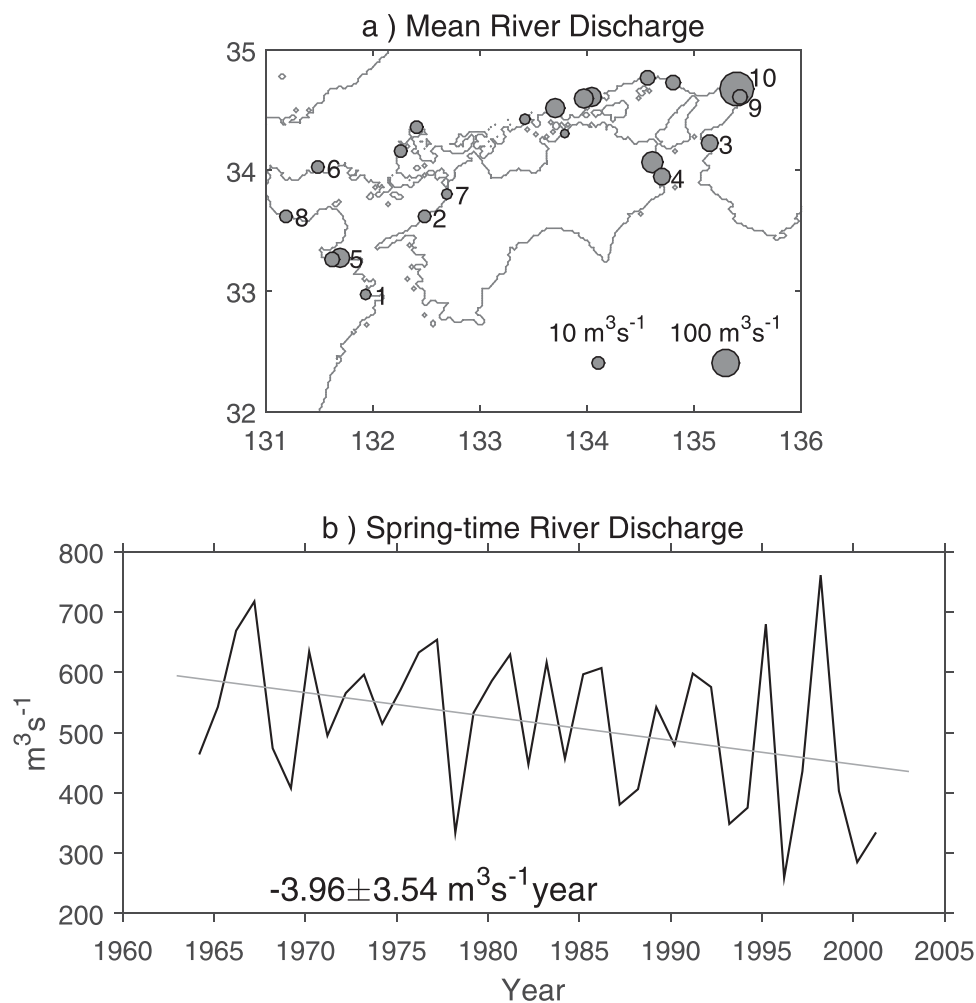 a ) Mean River Discharge
35
34
33
32
10
9
3
6
4
7
8
2
5
1
10 m³s⁻¹ 100 m³s⁻¹
131 132 133 134 135 136
b ) Spring-time River Discharge
800
700
600
500
400
300
200
m³s⁻¹
-3.96±3.54 m³s⁻¹year
1960 1965 1970 1975 1980 1985 1990 1995 2000 2005
Year